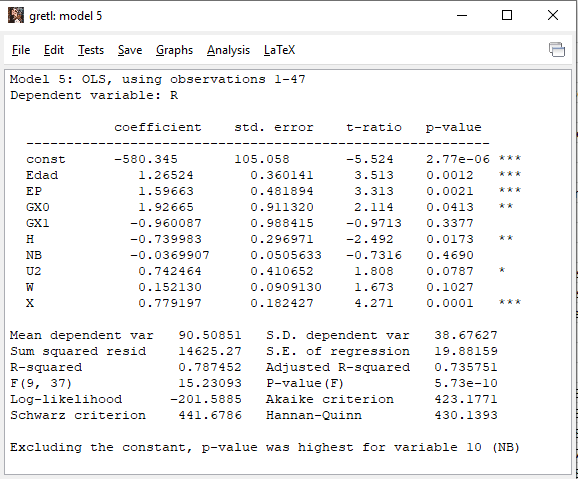 gretl: model 5
File Edit Tests Save Graphs Analysis LaTeX
Model 5: OLS, using observations 1-47
Dependent variable: R
coefficient std. error t-ratio p-value
const −580.345 105.058 −5.524 2.77e-06 ***
Edad 1.26524 0.360141 3.513 0.0012 ***
EP 1.59663 0.481894 3.313 0.0021 ***
GX0 1.92665 0.911320 2.114 0.0413 **
GX1 −0.960087 0.988415 −0.9713 0.3377
H −0.739983 0.296971 −2.492 0.0173 **
NB −0.0369907 0.0505633 −0.7316 0.4690
U2 0.742464 0.410652 1.808 0.0787 *
W 0.152130 0.0909130 1.673 0.1027
X 0.779197 0.182427 4.271 0.0001 ***
Mean dependent var 90.50851 S.D. dependent var 38.67627
Sum squared resid 14625.27 S.E. of regression 19.88159
R-squared 0.787452 Adjusted R-squared 0.735751
F(9, 37) 15.23093 P-value(F) 5.73e-10
Log-likelihood −201.5885 Akaike criterion 423.1771
Schwarz criterion 441.6786 Hannan-Quinn 430.1393
Excluding the constant, p-value was highest for variable 10 (NB)